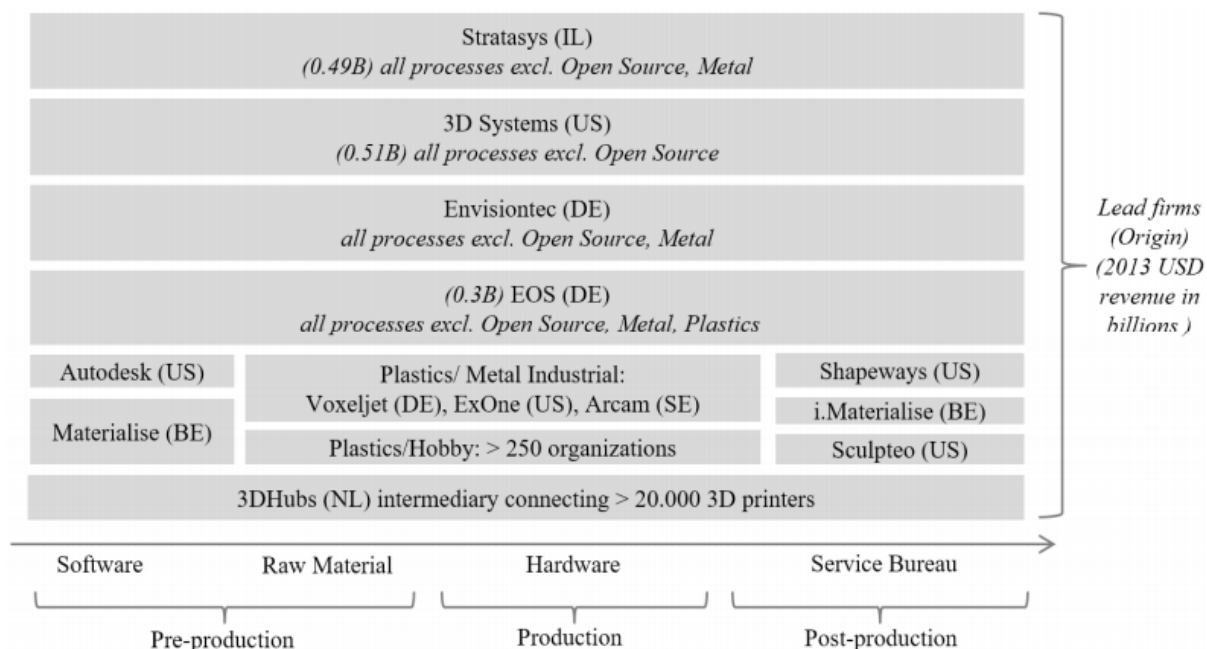 Stratasys (IL)
(0.49B) all processes excl. Open Source, Metal
3D Systems (US)
(0.51B) all processes excl. Open Source
Envisiontec (DE)
all processes excl. Open Source, Metal
(0.3B) EOS (DE)
all processes excl. Open Source, Metal, Plastics
Autodesk (US)
Materialise (BE)
Plastics/ Metal Industrial:
Voxeljet (DE), ExOne (US), Arcam (SE)
Plastics/Hobby: > 250 organizations
Shapeways (US)
i.Materialise (BE)
Sculpteo (US)
3DHubs (NL) intermediary connecting > 20.000 3D printers
Lead firms
(Origin)
(2013 USD
revenue in
billions )
Software
Raw Material
Hardware
Service Bureau
Pre-production
Production
Post-production